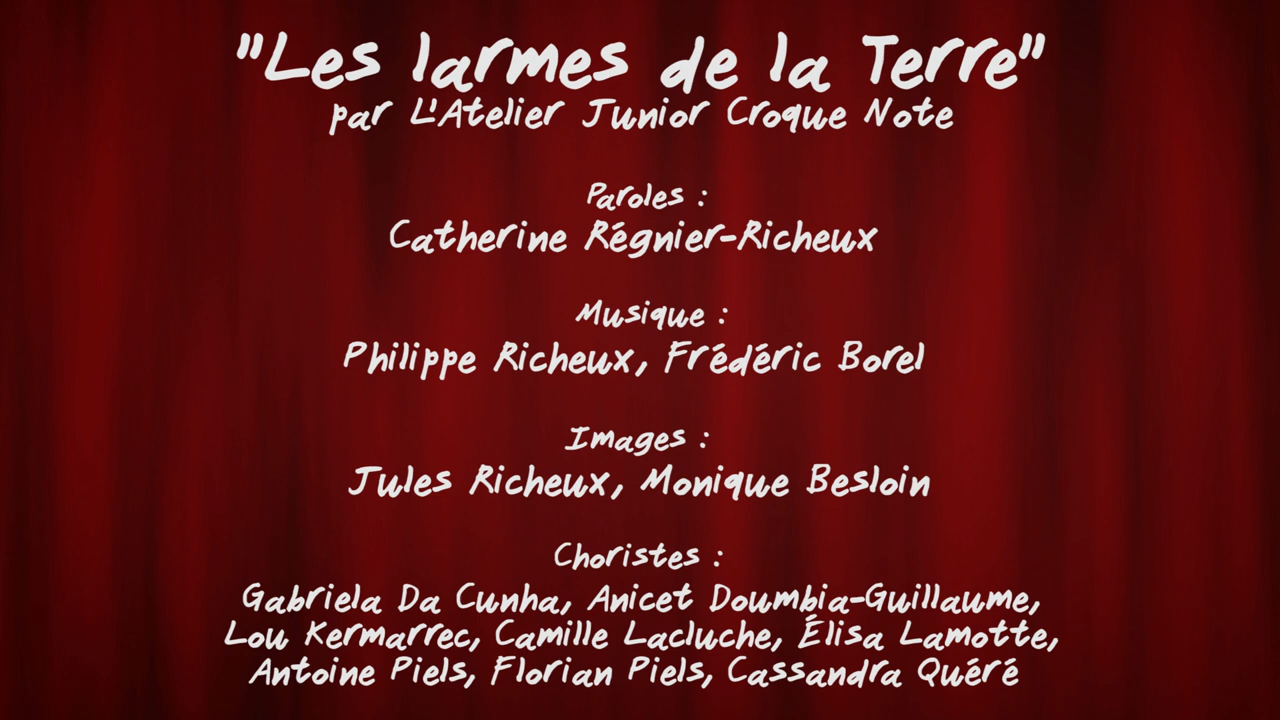 "Les larmes de la Terre"
par L'Atelier Junior Croque Note
Paroles :
Catherine Régnier-Richeux
Musique :
Philippe Richeux, Frédéric Borel
Images :
Jules Richeux, Monique Besloin
Choristes :
Gabriela Da Cunha, Anicet Doumbia-Guillaume,
Lou Kermarrec, Camille Lacluche, Élisa Lamotte,
Antoine Piels, Florian Piels, Cassandra Quéré